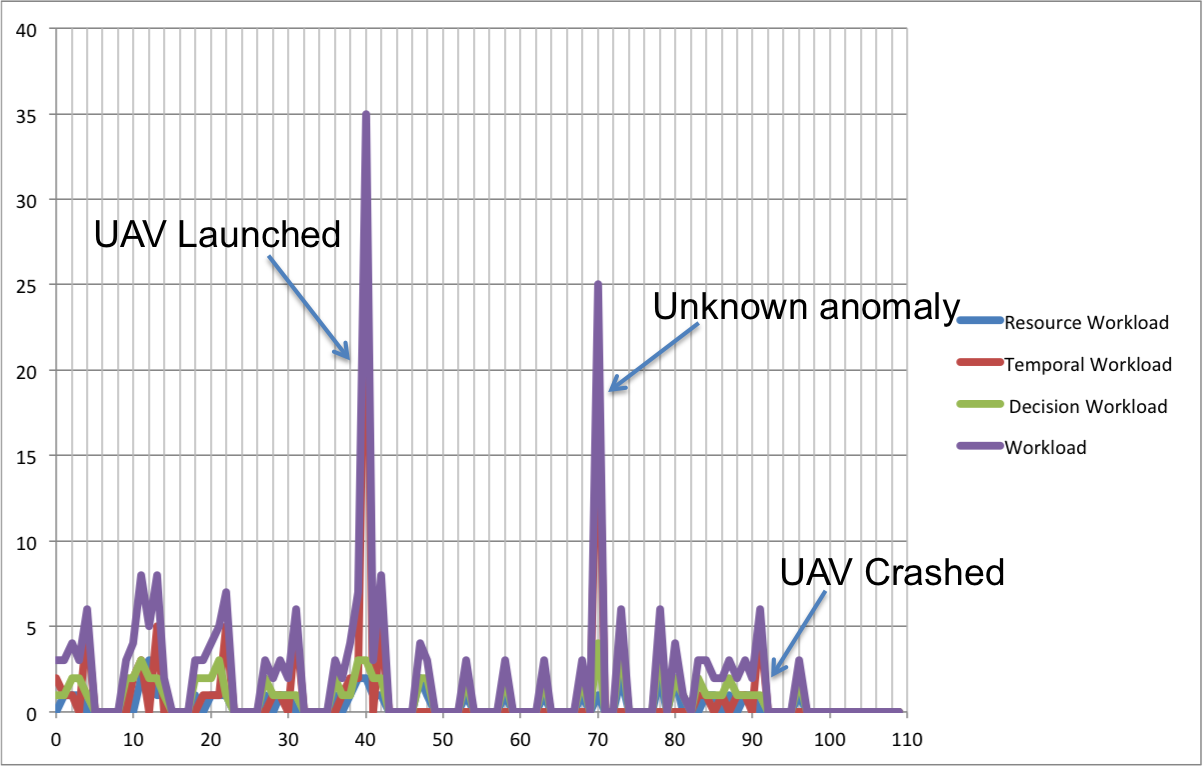 40
35
30
25
20
15
10
5
0
0 10 20 30 40 50 60 70 80 90 100 110
UAV Launched
Unknown anomaly
UAV Crashed
Resource Workload
Temporal Workload
Decision Workload
Workload